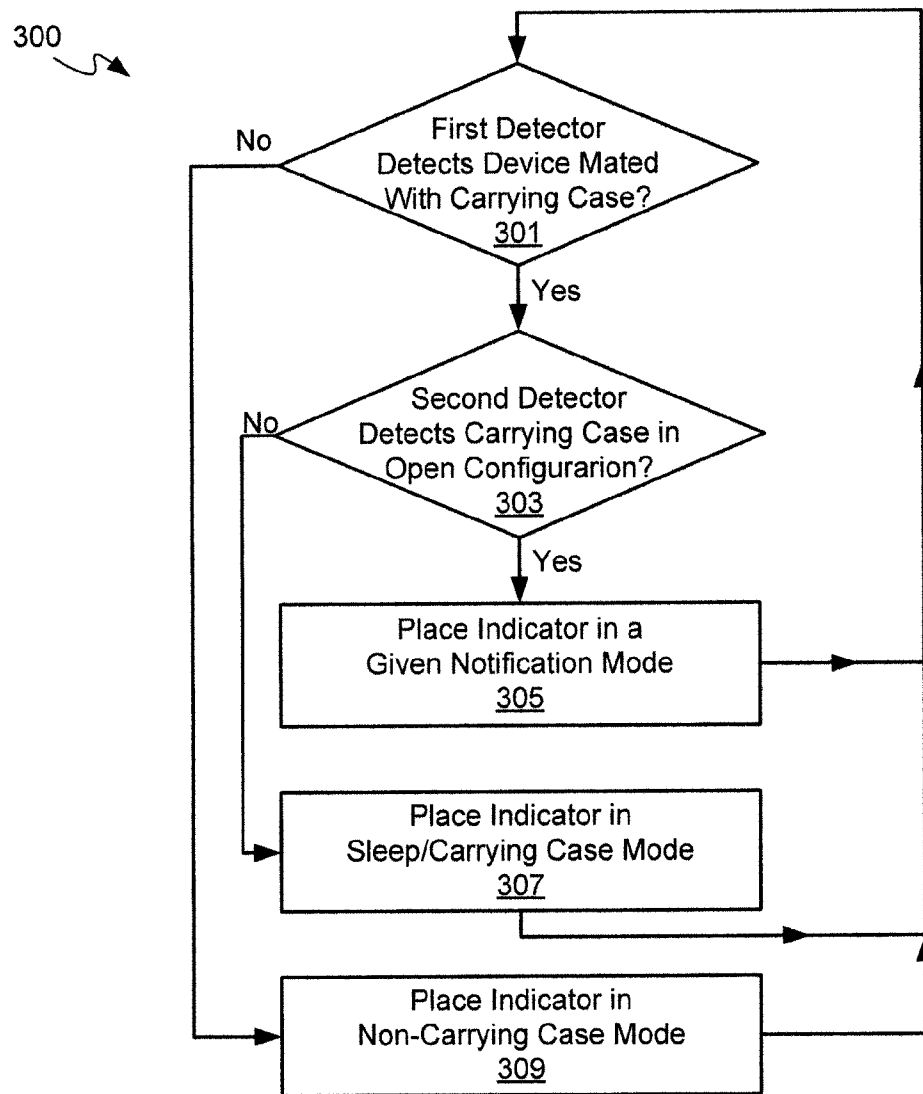 300
No
First Detector
Detects Device Mated
With Carrying Case?
301
Yes
No
Second Detector
Detects Carrying Case in
Open Configurarion?
303
Yes
Place Indicator in a
Given Notification Mode
305
Place Indicator in
Sleep/Carrying Case Mode
307
Place Indicator in
Non-Carrying Case Mode
309